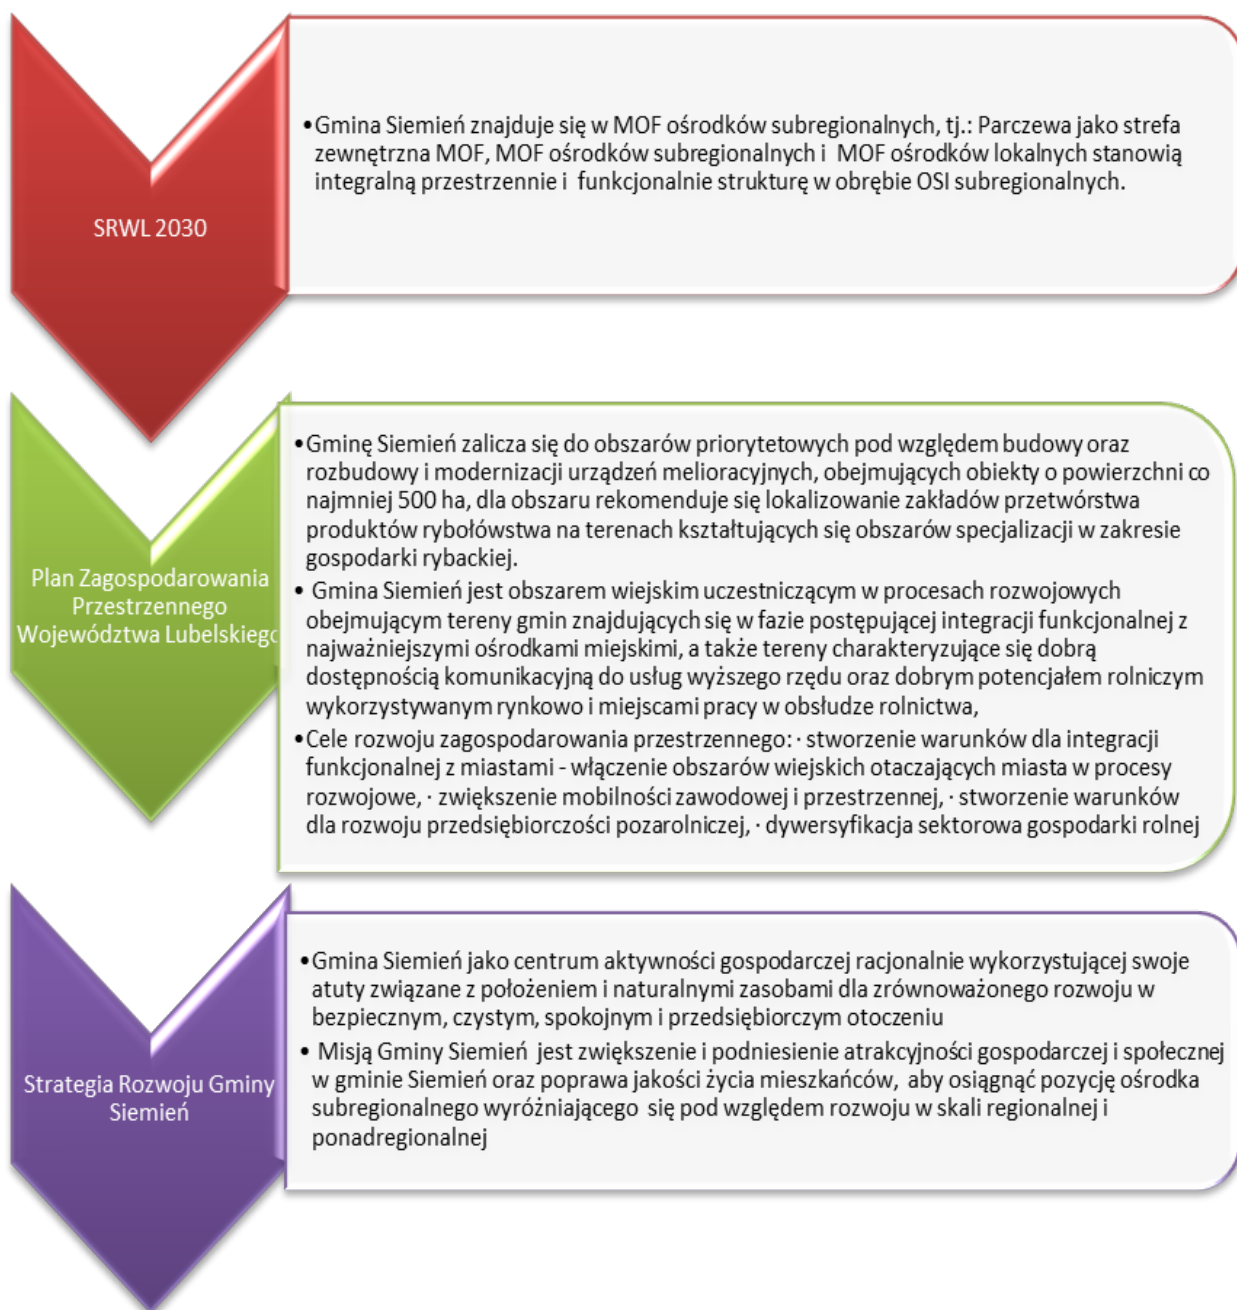 SRWL 2030
•Gmina Siemień znajduje się w MOF ośrodków subregionalnych, tj.: Parczewa jako strefa
zewnętrzna MOF, MOF ośrodków subregionalnych i MOF ośrodków lokalnych stanowią
integralną przestrzennie i funkcjonalnie strukturę w obrębie OSI subregionalnych.
Plan Zagospodarowania
Przestrzennego
Województwa Lubelskiego
•Gminę Siemień zalicza się do obszarów priorytetowych pod względem budowy oraz
rozbudowy i modernizacji urządzeń melioracyjnych, obejmujących obiekty o powierzchni co
najmniej 500 ha, dla obszaru rekomenduje się lokalizowanie zakładów przetwórstwa
produktów rybołówstwa na terenach kształtujących się obszarów specjalizacji w zakresie
gospodarki rybackiej.
• Gmina Siemień jest obszarem wiejskim uczestniczącym w procesach rozwojowych
obejmującym tereny gmin znajdujących się w fazie postępującej integracji funkcjonalnej z
najważniejszymi ośrodkami miejskimi, a także tereny charakteryzujące się dobrą
dostępnością komunikacyjną do usług wyższego rzędu oraz dobrym potencjałem rolniczym
wykorzystywanym rynkowo i miejscami pracy w obsłudze rolnictwa,
•Cele rozwoju zagospodarowania przestrzennego: · stworzenie warunków dla integracji
funkcjonalnej z miastami - włączenie obszarów wiejskich otaczających miasta w procesy
rozwojowe, · zwiększenie mobilności zawodowej i przestrzennej, · stworzenie warunków
dla rozwoju przedsiębiorczości pozarolniczej, · dywersyfikacja sektorowa gospodarki rolnej
Strategia Rozwoju Gminy
Siemień
•Gmina Siemień jako centrum aktywności gospodarczej racjonalnie wykorzystującej swoje
atuty związane z położeniem i naturalnymi zasobami dla zrównoważonego rozwoju w
bezpiecznym, czystym, spokojnym i przedsiębiorczym otoczeniu
• Misją Gminy Siemień jest zwiększenie i podniesienie atrakcyjności gospodarczej i społecznej
w gminie Siemień oraz poprawa jakości życia mieszkańców, aby osiągnąć pozycję ośrodka
subregionalnego wyróżniającego się pod względem rozwoju w skali regionalnej i
ponadregionalnej